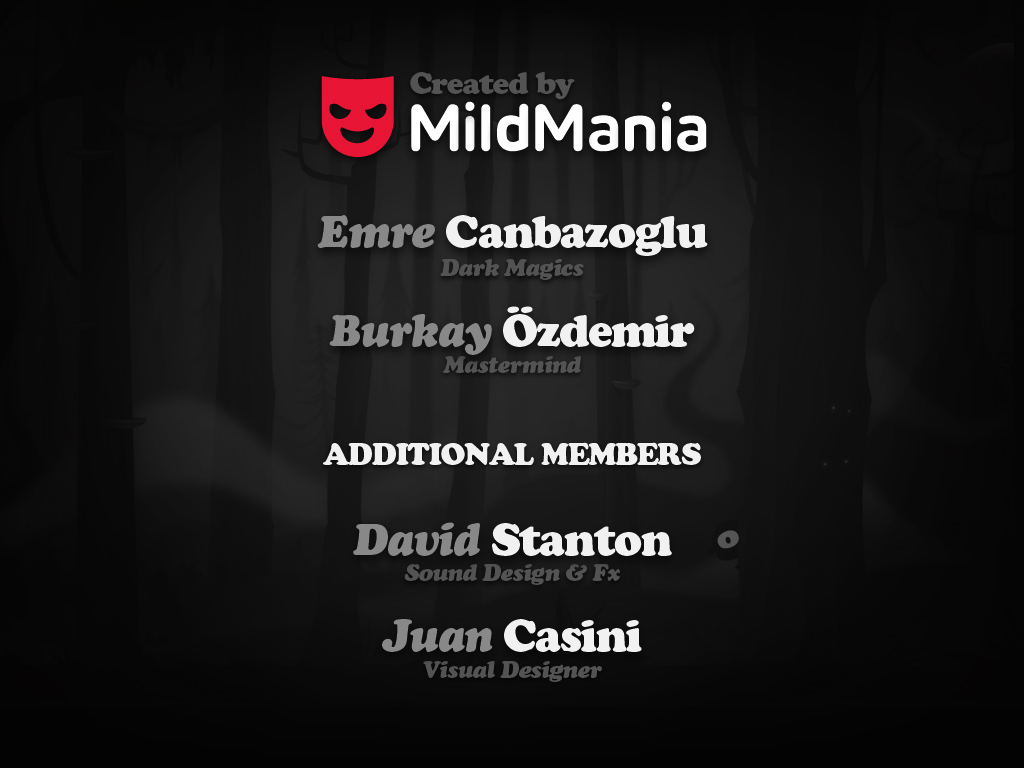 Created by
MildMania
Emre Canbazoglu
Dark Magics
Burkay Özdemir
Mastermind
ADDITIONAL MEMBERS
David Stanton
Sound Design & Fx
Juan Casini
Visual Designer